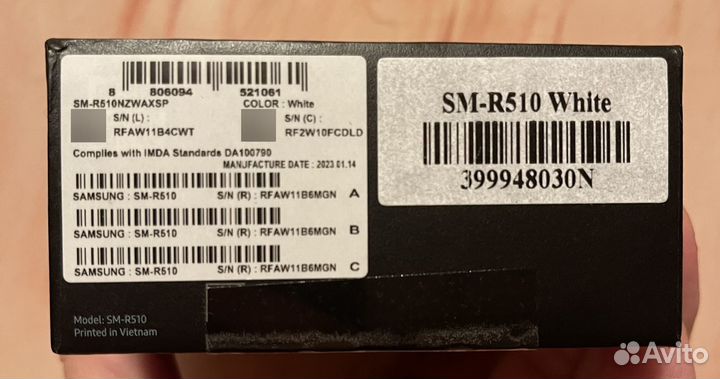 8 806094 521061
SM-R510NZWAXSP COLOR : White
S/N (L) : S/N (C) :
RFAW11B4CWT RF2W10FCDLD
Complies with IMDA Standards DA100790
MANUFACTURE DATE : 2023.01.14
SAMSUNG : SM-R510 S/N (R) : RFAW11B6MGN A
SAMSUNG : SM-R510 S/N (R) : RFAW11B6MGN B
SAMSUNG : SM-R510 S/N (R) : RFAW11B6MGN C
SM-R510 White
399948030N
Model: SM-R510
Printed in Vietnam
Avito